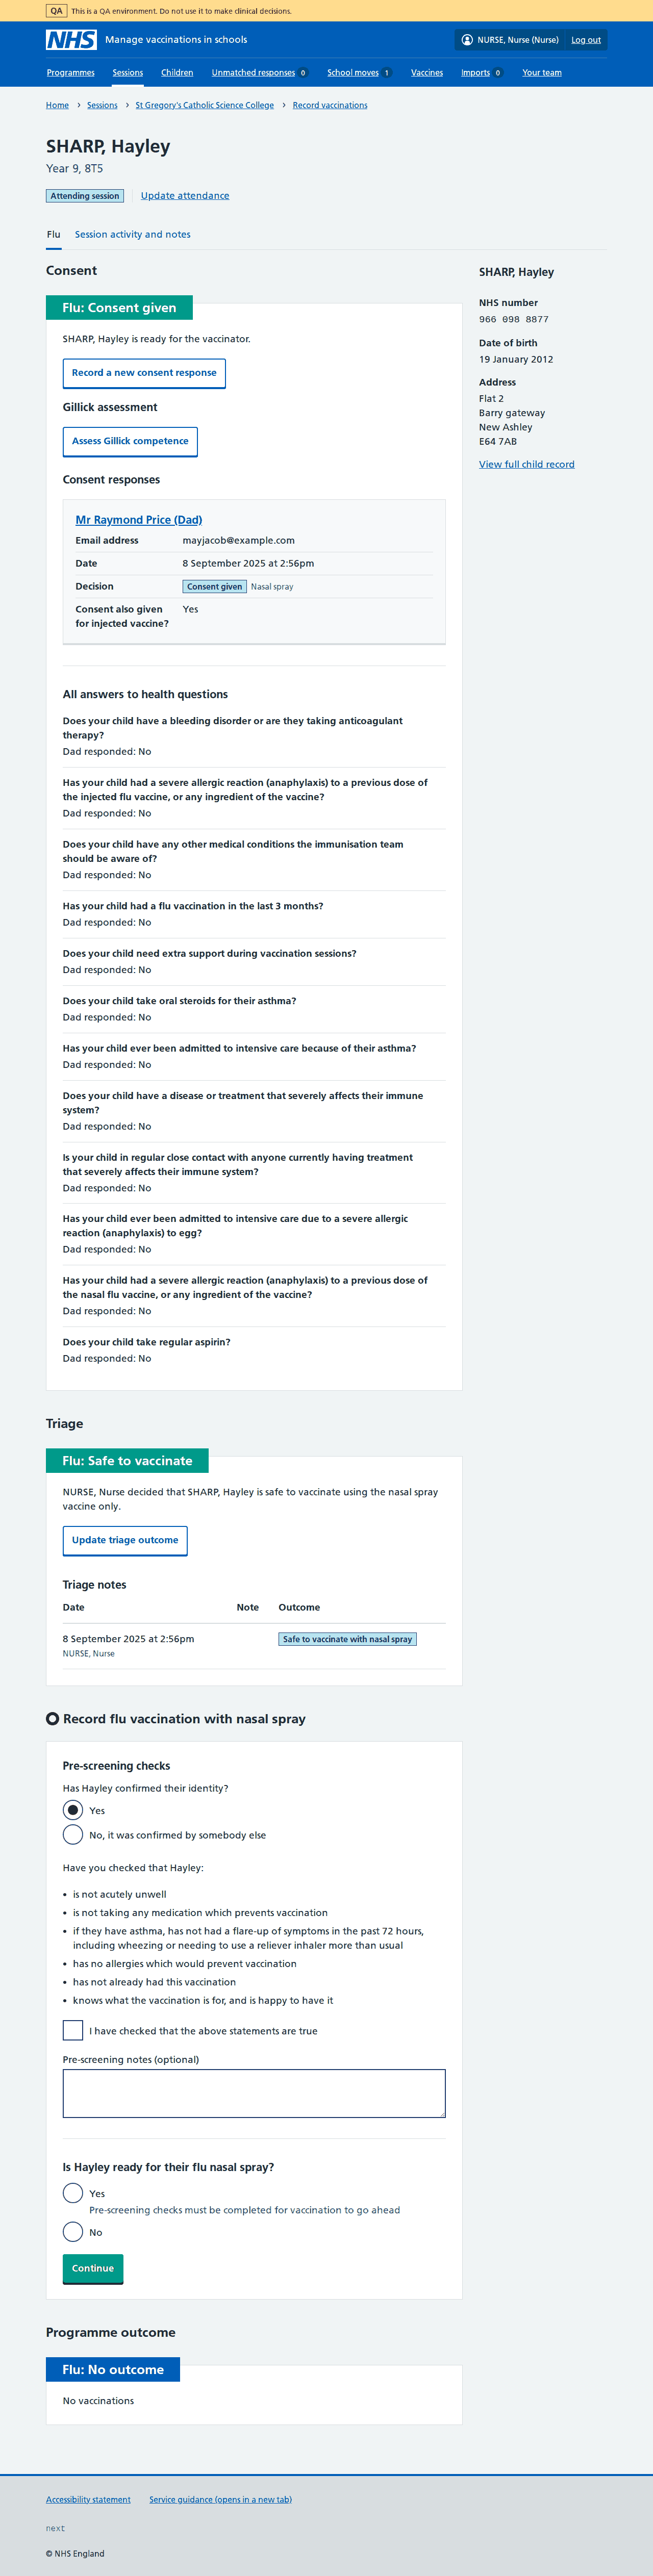 QA This is a QA environment. Do not use it to make clinical decisions.
NHS Manage vaccinations in schools
NURSE, Nurse (Nurse) Log out
Programmes Sessions Children Unmatched responses 0 School moves 1 Vaccines Imports 0 Your team
Home › Sessions › St Gregory's Catholic Science College › Record vaccinations
SHARP, Hayley
Year 9, 8T5
Attending session Update attendance
Flu Session activity and notes
Consent
Flu: Consent given
SHARP, Hayley is ready for the vaccinator.
Record a new consent response
Gillick assessment
Assess Gillick competence
Consent responses
Mr Raymond Price (Dad)
Email address mayjacob@example.com
Date 8 September 2025 at 2:56pm
Decision Consent given Nasal spray
Consent also given Yes
for injected vaccine?
All answers to health questions
Does your child have a bleeding disorder or are they taking anticoagulant
therapy?
Dad responded: No
Has your child had a severe allergic reaction (anaphylaxis) to a previous dose of
the injected flu vaccine, or any ingredient of the vaccine?
Dad responded: No
Does your child have any other medical conditions the immunisation team
should be aware of?
Dad responded: No
Has your child had a flu vaccination in the last 3 months?
Dad responded: No
Does your child need extra support during vaccination sessions?
Dad responded: No
Does your child take oral steroids for their asthma?
Dad responded: No
Has your child ever been admitted to intensive care because of their asthma?
Dad responded: No
Does your child have a disease or treatment that severely affects their immune
system?
Dad responded: No
Is your child in regular close contact with anyone currently having treatment
that severely affects their immune system?
Dad responded: No
Has your child ever been admitted to intensive care due to a severe allergic
reaction (anaphylaxis) to egg?
Dad responded: No
Has your child had a severe allergic reaction (anaphylaxis) to a previous dose of
the nasal flu vaccine, or any ingredient of the vaccine?
Dad responded: No
Does your child take regular aspirin?
Dad responded: No
Triage
Flu: Safe to vaccinate
NURSE, Nurse decided that SHARP, Hayley is safe to vaccinate using the nasal spray
vaccine only.
Update triage outcome
Triage notes
Date Note Outcome
8 September 2025 at 2:56pm Safe to vaccinate with nasal spray
NURSE, Nurse
Record flu vaccination with nasal spray
Pre-screening checks
Has Hayley confirmed their identity?
Yes
No, it was confirmed by somebody else
Have you checked that Hayley:
• is not acutely unwell
• is not taking any medication which prevents vaccination
• if they have asthma, has not had a flare-up of symptoms in the past 72 hours,
including wheezing or needing to use a reliever inhaler more than usual
• has no allergies which would prevent vaccination
• has not already had this vaccination
• knows what the vaccination is for, and is happy to have it
I have checked that the above statements are true
Pre-screening notes (optional)
Is Hayley ready for their flu nasal spray?
Yes
Pre-screening checks must be completed for vaccination to go ahead
No
Continue
Programme outcome
Flu: No outcome
No vaccinations
SHARP, Hayley
NHS number
966 098 8877
Date of birth
19 January 2012
Address
Flat 2
Barry gateway
New Ashley
E64 7AB
View full child record
Accessibility statement Service guidance (opens in a new tab)
next
© NHS England